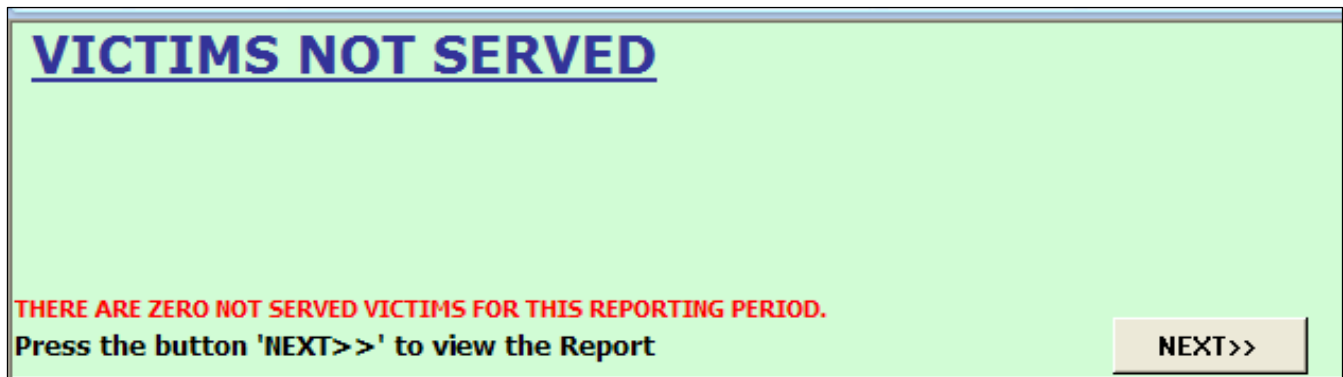 VICTIMS NOT SERVED
THERE ARE ZERO NOT SERVED VICTIMS FOR THIS REPORTING PERIOD.
Press the button 'NEXT>>' to view the Report
NEXT>>